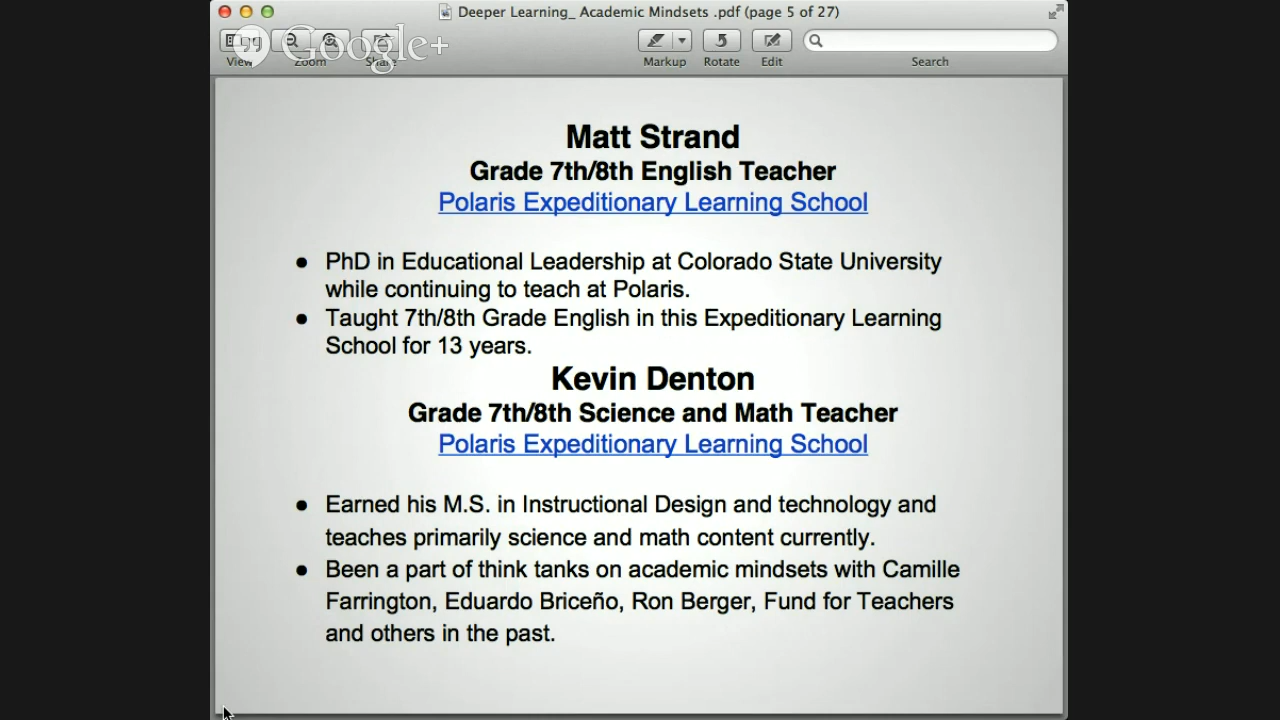 Deeper Learning_ Academic Mindsets .pdf (page 5 of 27)
Google+
View Zoom Share Markup Rotate Edit Search
Matt Strand
Grade 7th/8th English Teacher
Polaris Expeditionary Learning School
● PhD in Educational Leadership at Colorado State University
while continuing to teach at Polaris.
● Taught 7th/8th Grade English in this Expeditionary Learning
School for 13 years.
Kevin Denton
Grade 7th/8th Science and Math Teacher
Polaris Expeditionary Learning School
● Earned his M.S. in Instructional Design and technology and
teaches primarily science and math content currently.
● Been a part of think tanks on academic mindsets with Camille
Farrington, Eduardo Briceño, Ron Berger, Fund for Teachers
and others in the past.